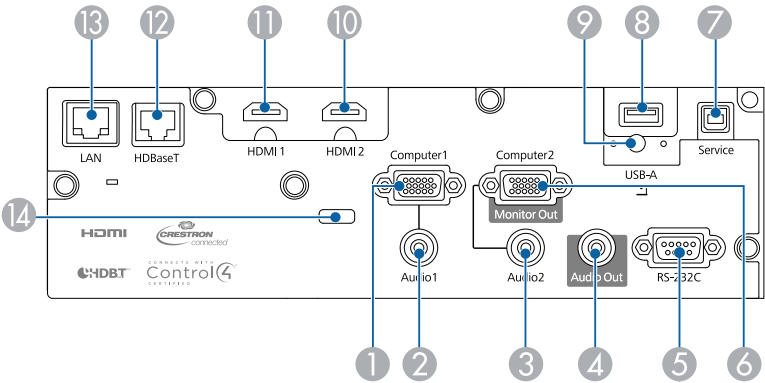 13 12 11 10 9 8 7
LAN HDBaseT HDMI 1 HDMI 2 USB-A Service
Computer1 Computer2
Monitor Out
14
HDMI CRESTRON
connected
HDBT CONNECTS WITH
Control4
CERTIFIED
Audio1 Audio2 Audio Out RS-232C
1 2 3 4 5 6